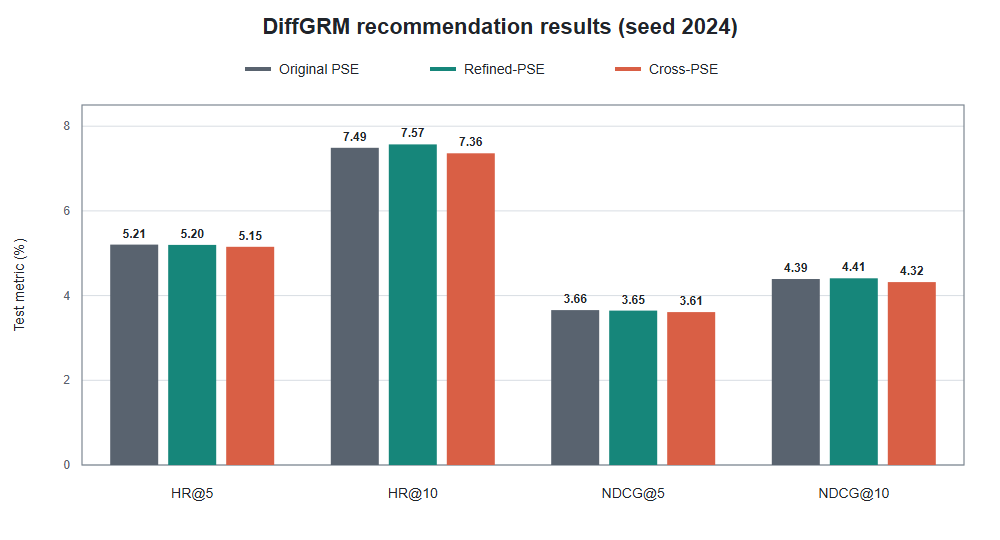 DiffGRM recommendation results (seed 2024)
Original PSE
Refined-PSE
Cross-PSE
Test metric (%)
8
6
4
2
0
5.21
5.20
5.15
7.49
7.57
7.36
3.66
3.65
3.61
4.39
4.41
4.32
HR@5
HR@10
NDCG@5
NDCG@10